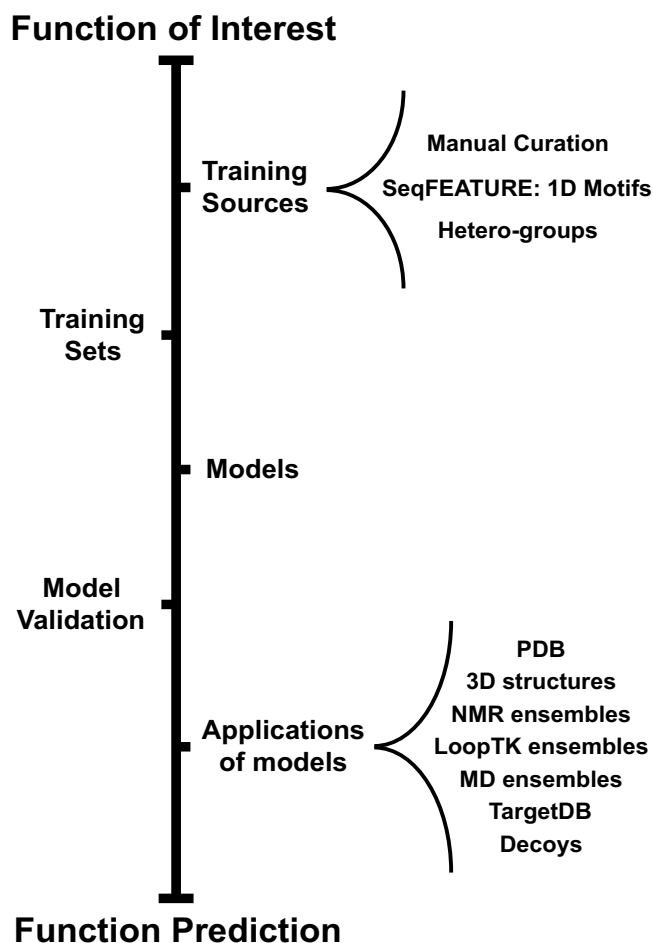 Function of Interest
Training
Sources
Manual Curation
SeqFEATURE: 1D Motifs
Hetero-groups
Training
Sets
Models
Model
Validation
Applications
of models
PDB
3D structures
NMR ensembles
LoopTK ensembles
MD ensembles
TargetDB
Decoys
Function Prediction